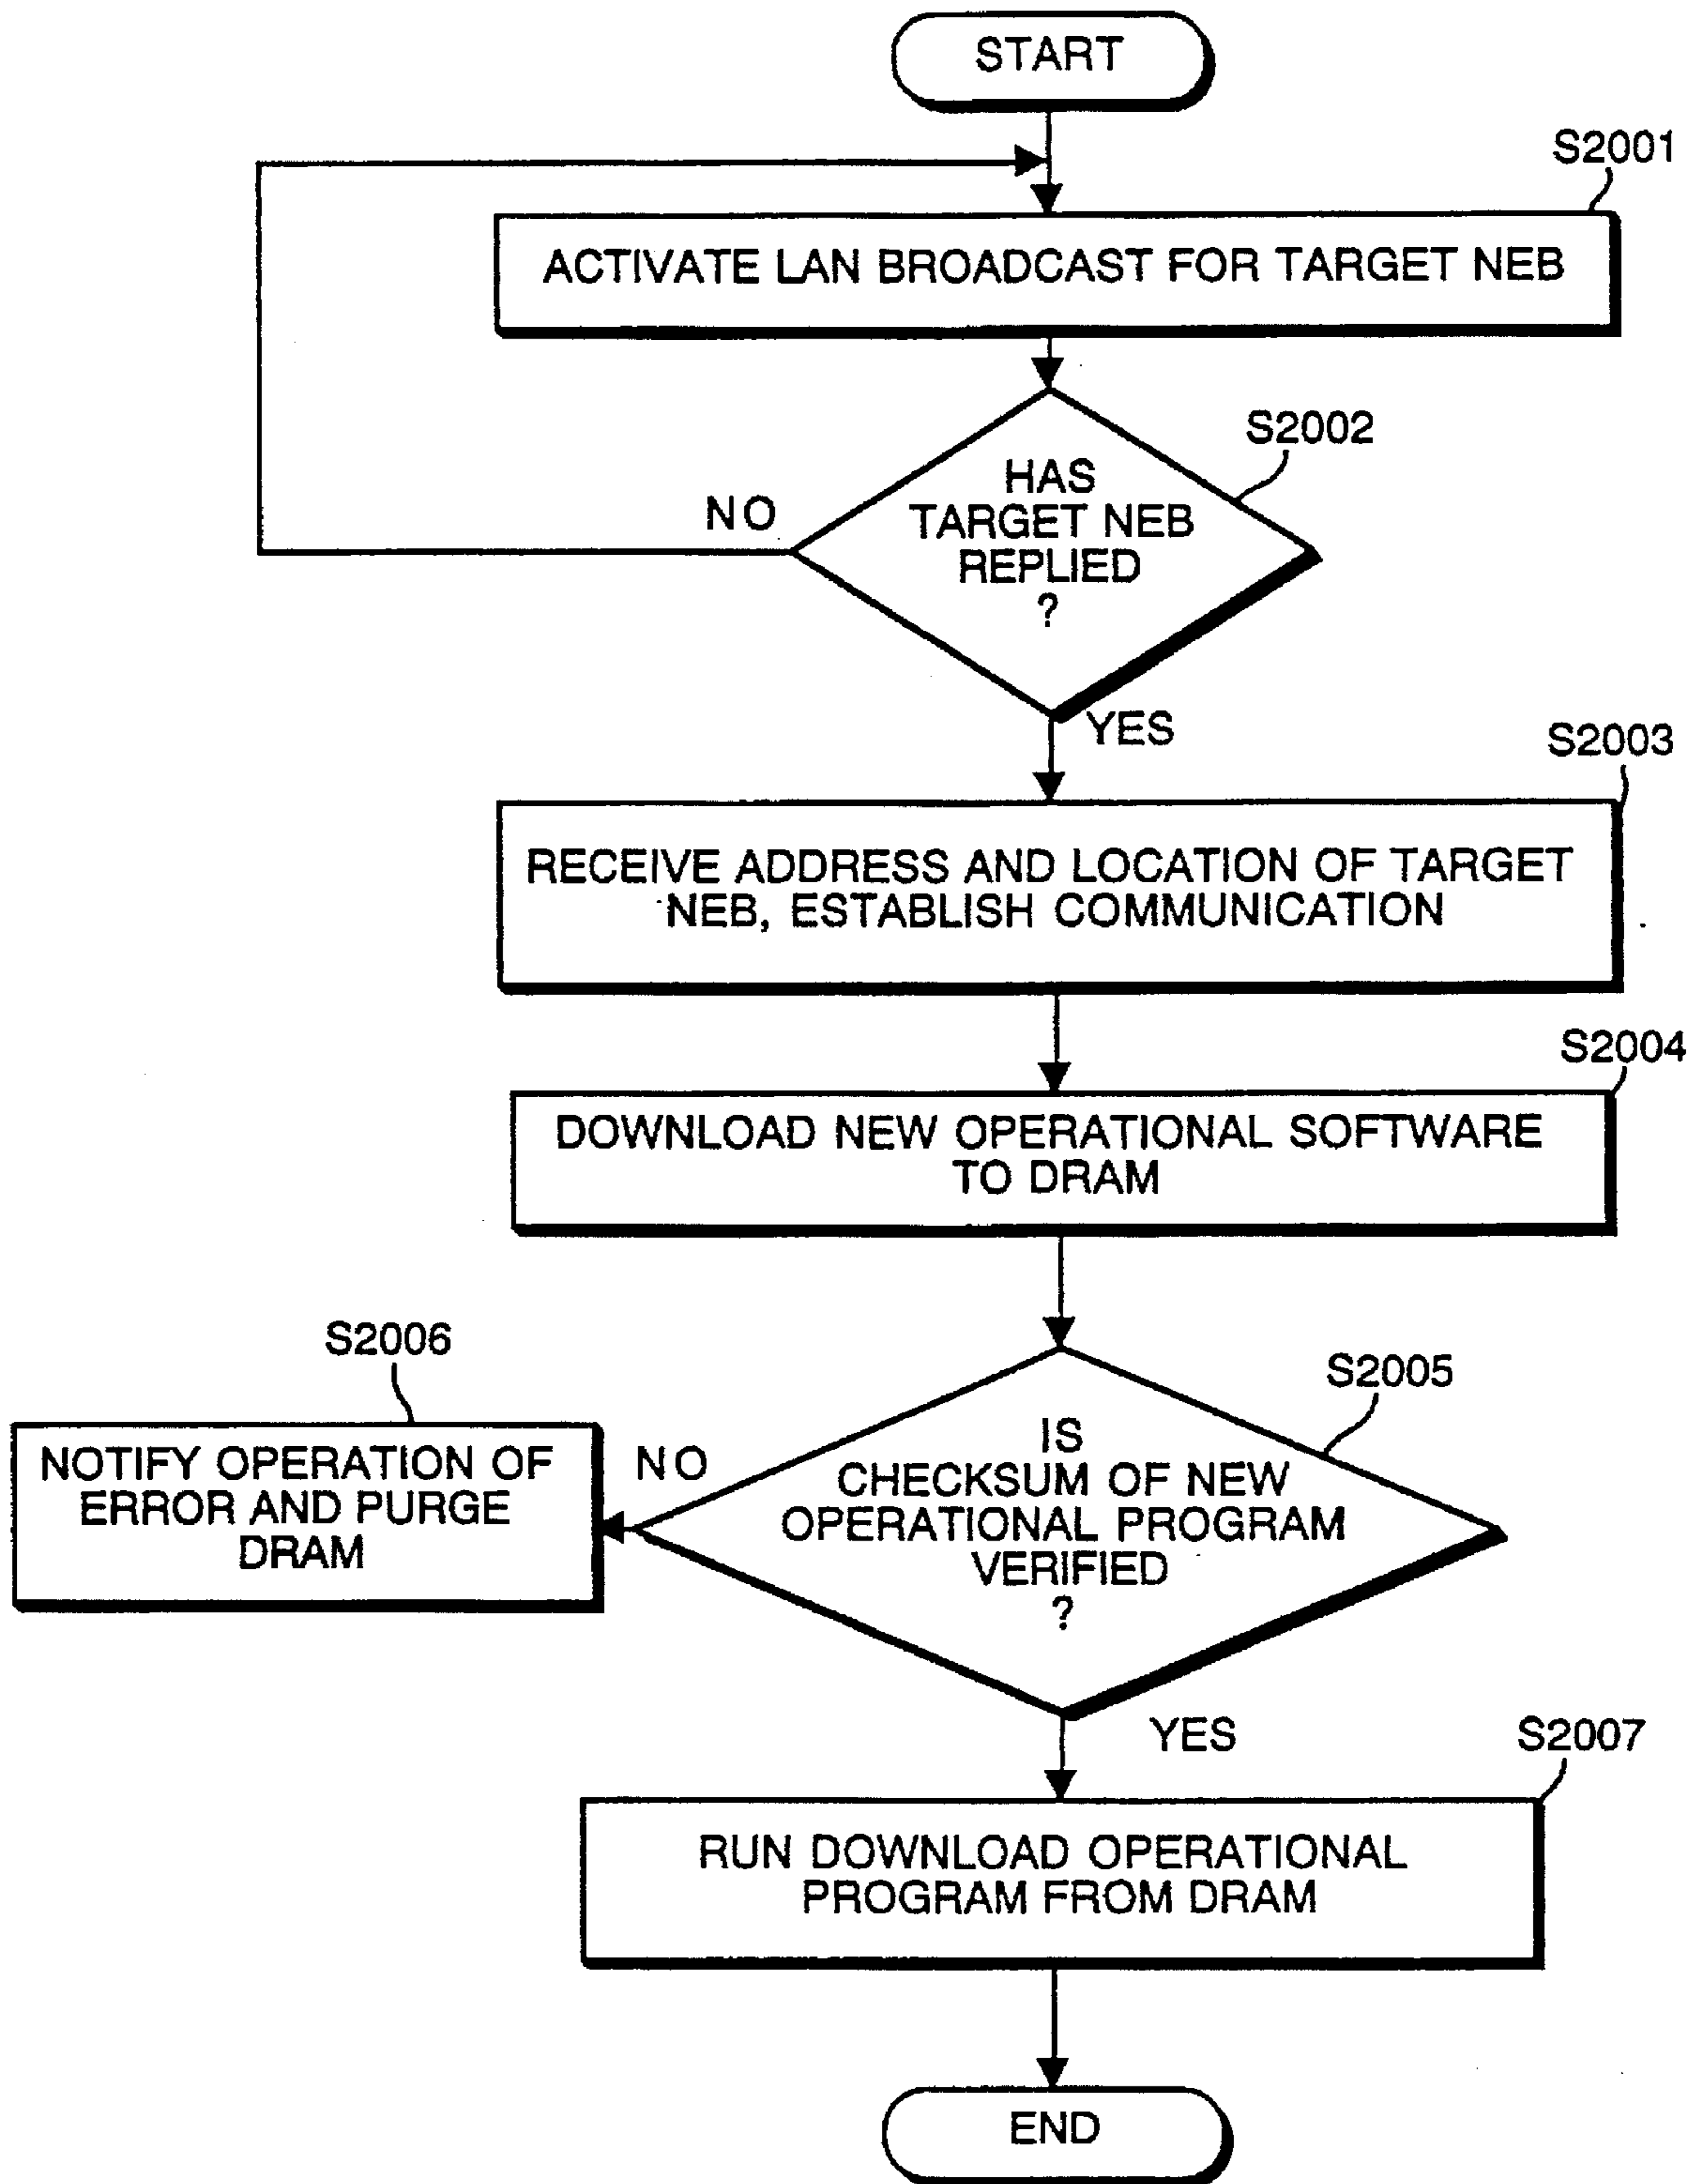 START
S2001
ACTIVATE LAN BROADCAST FOR TARGET NEB
S2002
HAS
TARGET NEB
REPLIED
?
NO
YES
S2003
RECEIVE ADDRESS AND LOCATION OF TARGET
NEB, ESTABLISH COMMUNICATION
S2004
DOWNLOAD NEW OPERATIONAL SOFTWARE
TO DRAM
S2005
IS
CHECKSUM OF NEW
OPERATIONAL PROGRAM
VERIFIED
?
NO
S2006
NOTIFY OPERATION OF
ERROR AND PURGE
DRAM
YES
S2007
RUN DOWNLOAD OPERATIONAL
PROGRAM FROM DRAM
END